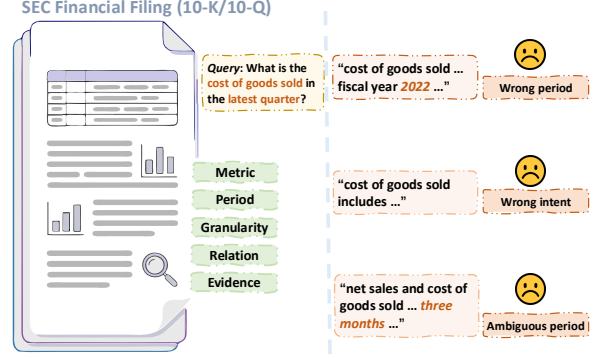 SEC Financial Filing (10-K/10-Q)
Query: What is the
cost of goods sold in
the latest quarter?
Metric
Period
Granularity
Relation
Evidence
“cost of goods sold ...
fiscal year 2022 ...”
Wrong period
“cost of goods sold
includes ...”
Wrong intent
“net sales and cost of
goods sold ... three
months ...”
Ambiguous period